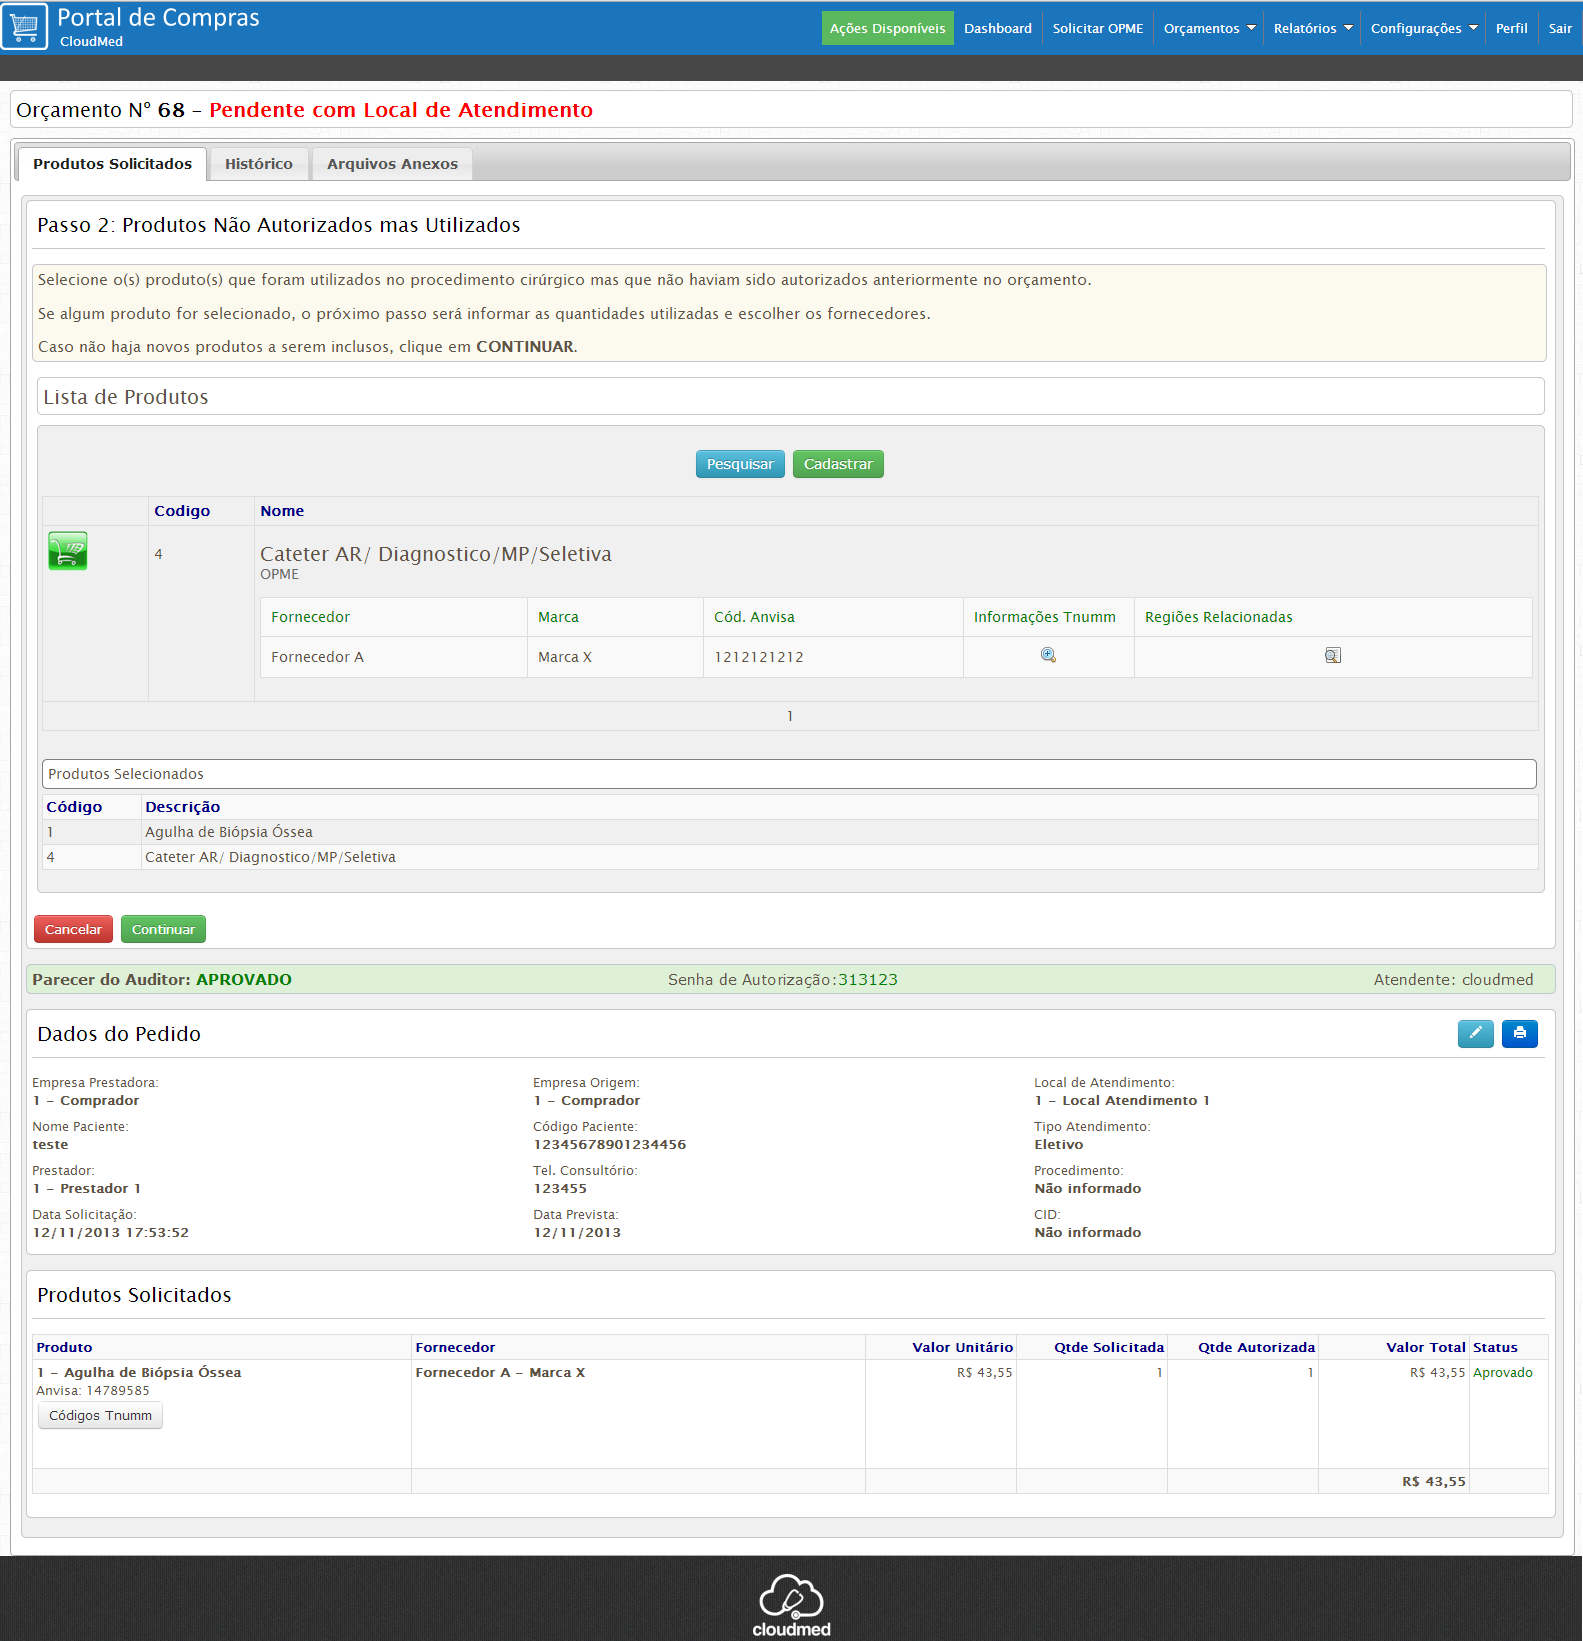 Portal de Compras
CloudMed
Ações Disponíveis Dashboard Solicitar OPME Orçamentos Relatórios Configurações Perfil Sair
Orçamento N° 68 - Pendente com Local de Atendimento
Produtos Solicitados Histórico Arquivos Anexos
Passo 2: Produtos Não Autorizados mas Utilizados
Selecione o(s) produto(s) que foram utilizados no procedimento cirúrgico mas que não haviam sido autorizados anteriormente no orçamento.
Se algum produto for selecionado, o próximo passo será informar as quantidades utilizadas e escolher os fornecedores.
Caso não haja novos produtos a serem inclusos, clique em CONTINUAR.
Lista de Produtos
Pesquisar Cadastrar
Codigo Nome
4 Cateter AR/ Diagnostico/MP/Seletiva
OPME
Fornecedor Marca Cód. Anvisa Informações Tnumm Regiões Relacionadas
Fornecedor A Marca X 1212121212
1
Produtos Selecionados
Código Descrição
1 Agulha de Biópsia Óssea
4 Cateter AR/ Diagnostico/MP/Seletiva
Cancelar Continuar
Parecer do Auditor: APROVADO Senha de Autorização:313123 Atendente: cloudmed
Dados do Pedido
Empresa Prestadora: Empresa Origem: Local de Atendimento:
1 - Comprador 1 - Comprador 1 - Local Atendimento 1
Nome Paciente: Código Paciente: Tipo Atendimento:
teste 12345678901234456 Eletivo
Prestador: Tel. Consultório: Procedimento:
1 - Prestador 1 123455 Não informado
Data Solicitação: Data Prevista: CID:
12/11/2013 17:53:52 12/11/2013 Não informado
Produtos Solicitados
Produto Fornecedor Valor Unitário Qtde Solicitada Qtde Autorizada Valor Total Status
1 - Agulha de Biópsia Óssea Fornecedor A - Marca X R$ 43,55 1 1 R$ 43,55 Aprovado
Anvisa: 14789585
Códigos Tnumm
R$ 43,55
cloudmed